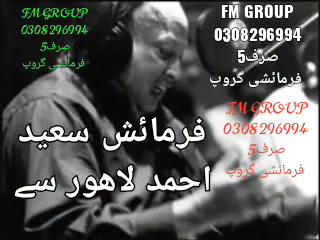 FM GROUP
0308296994
صرف5
فرمائشی گروپ
FM GROUP
0308296994
صرف5
فرمائشی گروپ
FM GROUP
0308296994
صرف5
فرمائشی گروپ
فرمائش سعید
احمد لاھور سے